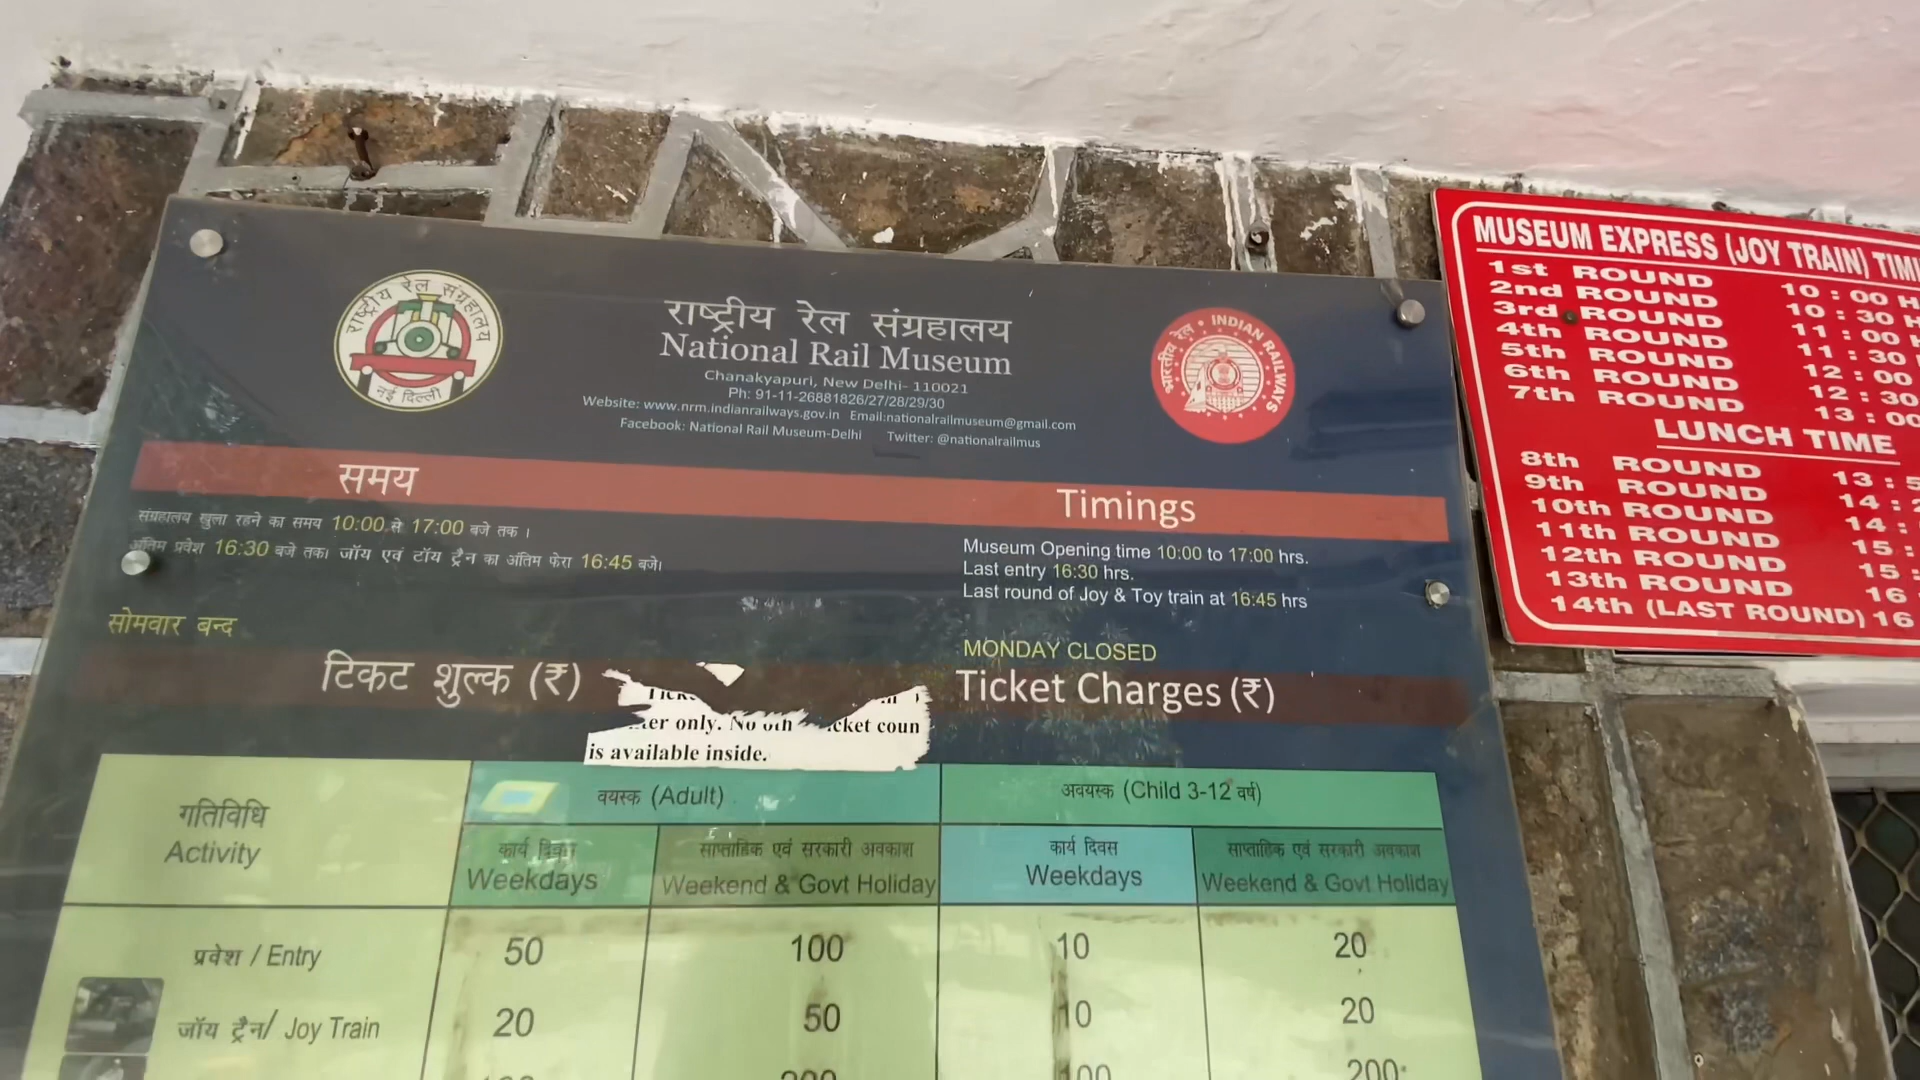 राष्ट्रीय रेल संग्रहालय
नई दिल्ली
राष्ट्रीय रेल संग्रहालय
National Rail Museum
Chanakyapuri, New Delhi- 110021
Ph: 91-11-26881826/27/28/29/30
Website: www.nrm.indianrailways.gov.in Email:nationalrailmuseum@gmail.com
Facebook: National Rail Museum-Delhi Twitter: @nationalrailmus
भारतीय रेल • INDIAN RAILWAYS
समय
संग्रहालय खुला रहने का समय 10:00 से 17:00 बजे तक ।
अंतिम प्रवेश 16:30 बजे तक। जॉय एवं टॉय ट्रैन का अंतिम फेरा 16:45 बजे।
सोमवार बन्द
Timings
Museum Opening time 10:00 to 17:00 hrs.
Last entry 16:30 hrs.
Last round of Joy & Toy train at 16:45 hrs
MONDAY CLOSED
टिकट शुल्क (₹)
Ticket Charges (₹)
only. No
is available inside.
गतिविधि
Activity
वयस्क (Adult)
अवयस्क (Child 3-12 वर्ष)
कार्य दिवस
Weekdays
साप्ताहिक एवं सरकारी अवकाश
Weekend & Govt Holiday
कार्य दिवस
Weekdays
साप्ताहिक एवं सरकारी अवकाश
Weekend & Govt Holiday
प्रवेश / Entry 50 100 10 20
जॉय ट्रैन/ Joy Train 20 50 10 20
200
MUSEUM EXPRESS (JOY TRAIN)
1st ROUND 10 : 00
2nd ROUND 10 : 30
3rd ROUND 11 : 00
4th ROUND 11 : 30
5th ROUND 12 : 00
6th ROUND 12 : 30
7th ROUND 13 : 00
LUNCH TIME
8th ROUND 13 :
9th ROUND 14 :
10th ROUND 14 :
11th ROUND 15 :
12th ROUND 15 :
13th ROUND 16
14th (LAST ROUND) 16